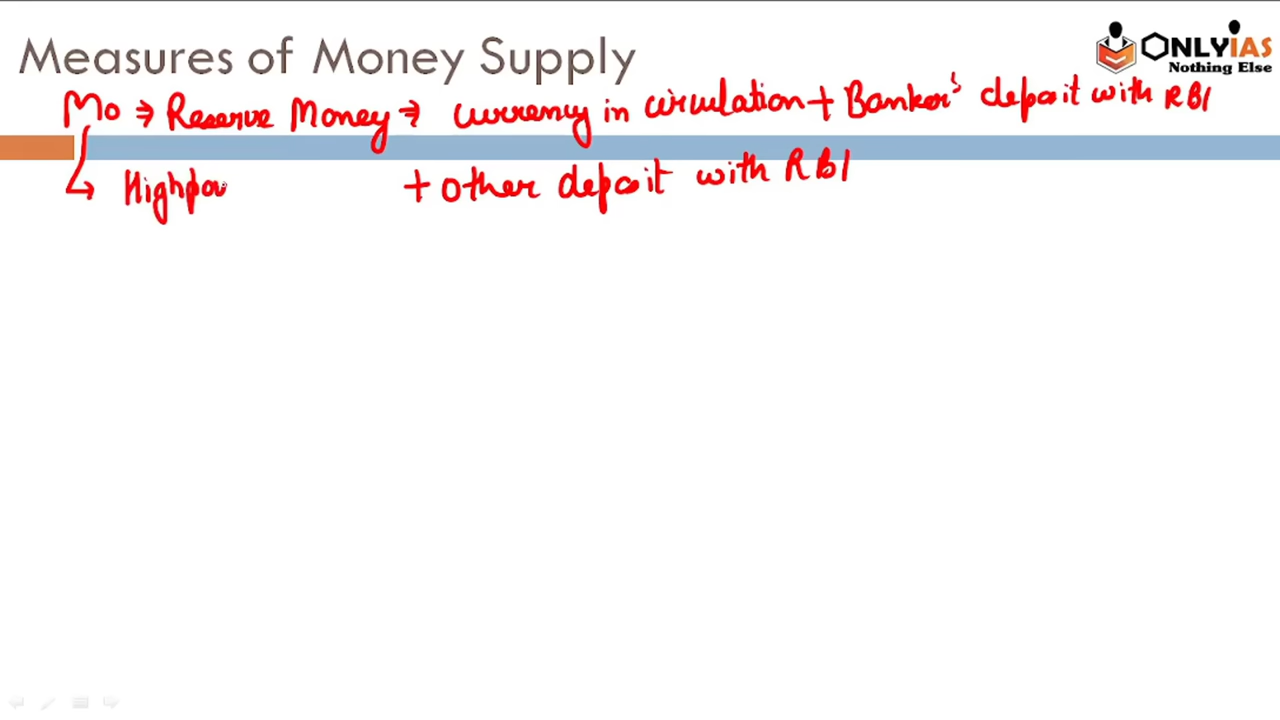 Measures of Money Supply
ONLYIAS
Nothing Else
Mo → Reserve Money → currency in circulation + Banker's deposit with RBI
+ other deposit with RBI
↳ Highpow